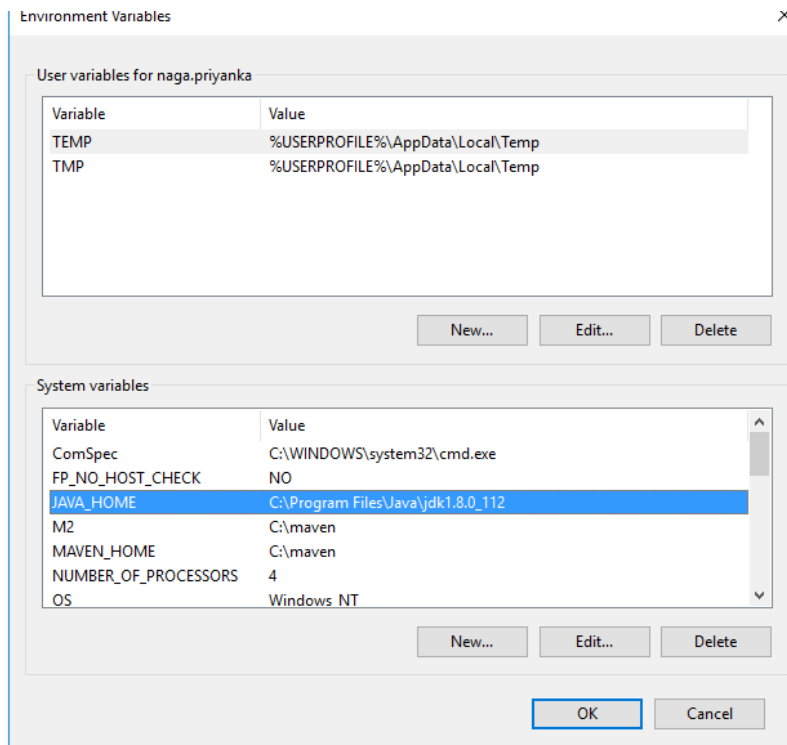 Environment Variables
User variables for naga.priyanka
Variable Value
TEMP %USERPROFILE%\AppData\Local\Temp
TMP %USERPROFILE%\AppData\Local\Temp
New... Edit... Delete
System variables
Variable Value
ComSpec C:\WINDOWS\system32\cmd.exe
FP_NO_HOST_CHECK NO
JAVA_HOME C:\Program Files\Java\jdk1.8.0_112
M2 C:\maven
MAVEN_HOME C:\maven
NUMBER_OF_PROCESSORS 4
OS Windows_NT
New... Edit... Delete
OK Cancel